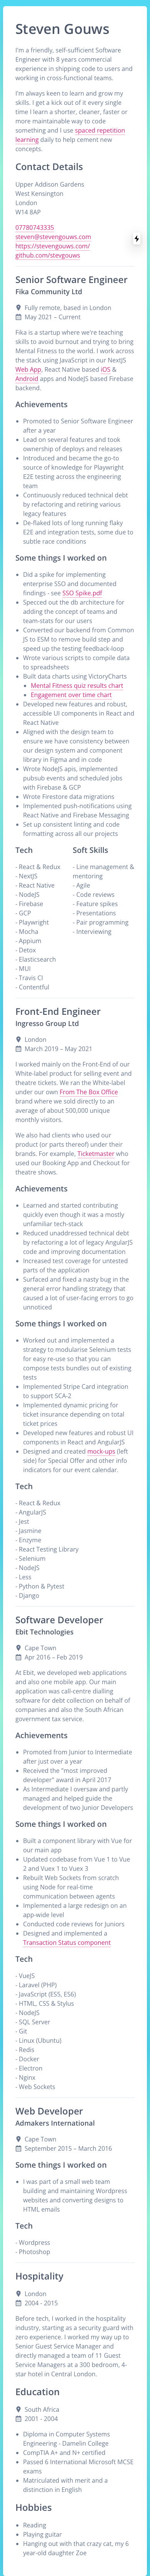 Steven Gouws
I'm a friendly, self-sufficient Software
Engineer with 8 years commercial
experience in shipping code to users and
working in cross-functional teams.
I'm always keen to learn and grow my
skills. I get a kick out of it every single
time I learn a shorter, cleaner, faster or
more maintainable way to code
something and I use spaced repetition
learning daily to help cement new
concepts.
Contact Details
Upper Addison Gardens
West Kensington
London
W14 8AP
07780743335
steven@stevengouws.com
https://stevengouws.com/
github.com/stevgouws
Senior Software Engineer
Fika Community Ltd
Fully remote, based in London
May 2021 – Current
Fika is a startup where we're treating
skills to avoid burnout and trying to bring
Mental Fitness to the world. I work across
the stack using JavaScript in our NextJS
Web App, React Native based iOS &
Android apps and NodeJS based Firebase
backend.
Achievements
Promoted to Senior Software Engineer
after a year
Lead on several features and took
ownership of deploys and releases
Introduced and became the go-to
source of knowledge for Playwright
E2E testing across the engineering
team
Continuously reduced technical debt
by refactoring and retiring various
legacy features
De-flaked lots of long running flaky
E2E and integration tests, some due to
subtle race conditions
Some things I worked on
Did a spike for implementing
enterprise SSO and documented
findings - see SSO Spike.pdf
Specced out the db architecture for
adding the concept of teams and
team-stats for our users
Converted our backend from Common
JS to ESM to remove build step and
speed up the testing feedback-loop
Wrote various scripts to compile data
to spreadsheets
Built data charts using VictoryCharts
Mental Fitness quiz results chart
Engagement over time chart
Developed new features and robust,
accessible UI components in React and
React Native
Aligned with the design team to
ensure we have consistency between
our design system and component
library in Figma and in code
Wrote NodeJS apis, implemented
pubsub-events and scheduled jobs
with Firebase & GCP
Wrote Firestore data migrations
Implemented push-notifications using
React Native and Firebase Messaging
Set up consistent linting and code
formatting across all our projects
Tech
- React & Redux
- NextJS
- React Native
- NodeJS
- Firebase
- GCP
- Playwright
- Mocha
- Appium
- Detox
- Elasticsearch
- MUI
- Travis CI
- Contentful
Soft Skills
- Line management &
mentoring
- Agile
- Code reviews
- Feature spikes
- Presentations
- Pair programming
- Interviewing
Front-End Engineer
Ingresso Group Ltd
London
March 2019 – May 2021
I worked mainly on the Front-End of our
White-label product for selling event and
theatre tickets. We ran the White-label
under our own From The Box Office
brand where we sold directly to an
average of about 500,000 unique
monthly visitors.
We also had clients who used our
product (or parts thereof) under their
brands. For example, Ticketmaster who
used our Booking App and Checkout for
theatre shows.
Achievements
Learned and started contributing
quickly even though it was a mostly
unfamiliar tech-stack
Reduced unaddressed technical debt
by refactoring a lot of legacy AngularJS
code and improving documentation
Increased test coverage for untested
parts of the application
Surfaced and fixed a nasty bug in the
general error handling strategy that
caused a lot of user-facing errors to go
unnoticed
Some things I worked on
Worked out and implemented a
strategy to modularise Selenium tests
for easy re-use so that you can
compose tests bundles out of existing
tests
Implemented Stripe Card integration
to support SCA-2
Implemented dynamic pricing for
ticket insurance depending on total
ticket prices
Developed new features and robust UI
components in React and AngularJS
Designed and created mock-ups (left
side) for Special Offer and other info
indicators for our event calendar.
Tech
- React & Redux
- AngularJS
- Jest
- Jasmine
- Enzyme
- React Testing Library
- Selenium
- NodeJS
- Less
- Python & Pytest
- Django
Software Developer
Ebit Technologies
Cape Town
Apr 2016 – Feb 2019
At Ebit, we developed web applications
and also one mobile app. Our main
application was call-centre dialling
software for debt collection on behalf of
companies and also the South African
government tax service.
Achievements
Promoted from Junior to Intermediate
after just over a year
Received the "most improved
developer" award in April 2017
As Intermediate I oversaw and partly
managed and helped guide the
development of two Junior Developers
Some things I worked on
Built a component library with Vue for
our main app
Updated codebase from Vue 1 to Vue
2 and Vuex 1 to Vuex 3
Rebuilt Web Sockets from scratch
using Node for real-time
communication between agents
Implemented a large redesign on an
app-wide level
Conducted code reviews for Juniors
Designed and implemented a
Transaction Status component
Tech
- VueJS
- Laravel (PHP)
- JavaScript (ES5, ES6)
- HTML, CSS & Stylus
- NodeJS
- SQL Server
- Git
- Linux (Ubuntu)
- Redis
- Docker
- Electron
- Nginx
- Web Sockets
Web Developer
Admakers International
Cape Town
September 2015 – March 2016
Some things I worked on
I was part of a small web team
building and maintaining Wordpress
websites and converting designs to
HTML emails
Tech
- Wordpress
- Photoshop
Hospitality
London
2004 - 2015
Before tech, I worked in the hospitality
industry, starting as a security guard with
zero experience. I worked my way up to
Senior Guest Service Manager and
directly managed a team of 11 Guest
Service Managers at a 300 bedroom, 4-
star hotel in Central London.
Education
South Africa
2001 - 2004
Diploma in Computer Systems
Engineering - Damelin College
CompTIA A+ and N+ certified
Passed 6 International Microsoft MCSE
exams
Matriculated with merit and a
distinction in English
Hobbies
Reading
Playing guitar
Hanging out with that crazy cat, my 6
year-old daughter Zoe